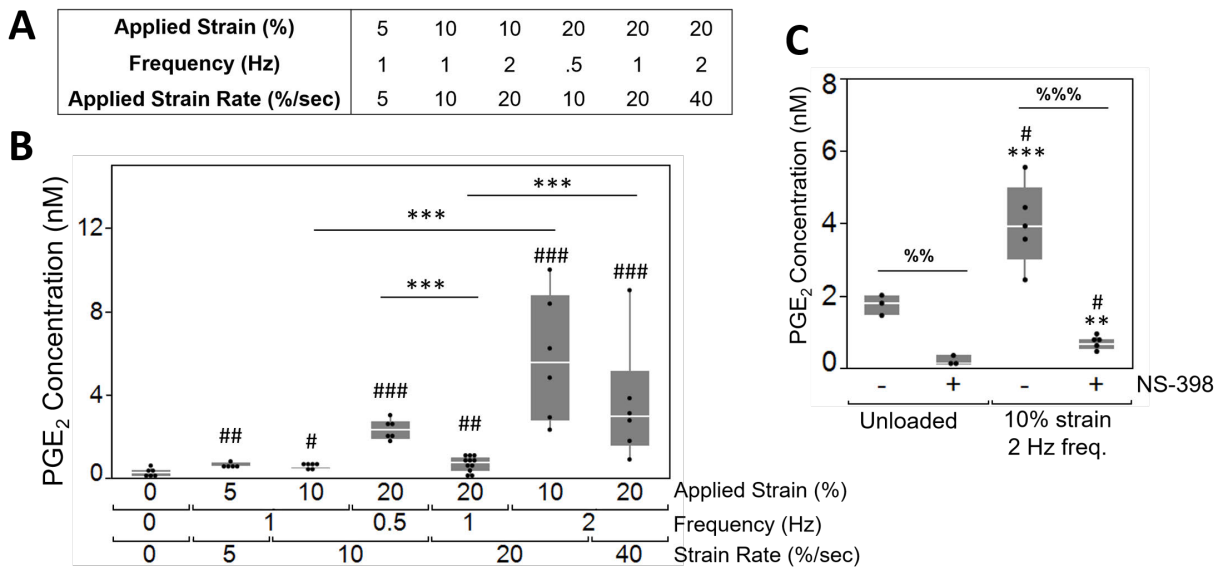 A
Applied Strain (%) 5 10 10 20 20 20
Frequency (Hz) 1 1 2 .5 1 2
Applied Strain Rate (%/sec) 5 10 20 10 20 40
B
PGE₂ Concentration (nM)
12
8
4
0
##
#
###
##
###
###
***
***
***
0 5 10 20 20 10 20 Applied Strain (%)
0 1 0.5 1 2 Frequency (Hz)
0 5 10 20 40 Strain Rate (%/sec)
C
PGE₂ Concentration (nM)
8
6
4
2
0
%%
%%%
#
***
#
**
- + - + NS-398
Unloaded
10% strain
2 Hz freq.